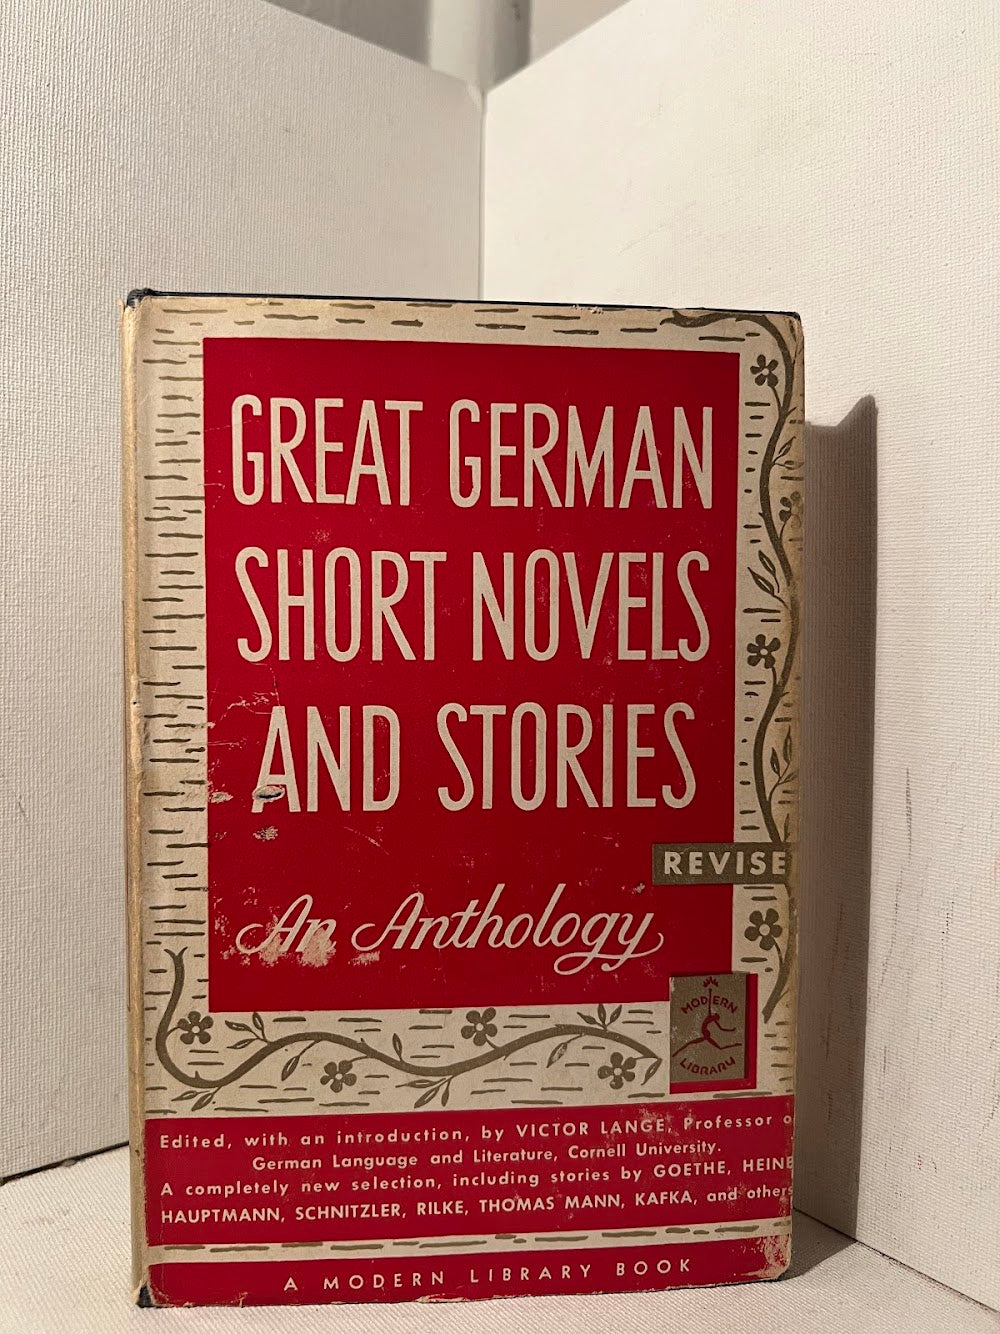 GREAT GERMAN
SHORT NOVELS
AND STORIES
REVISE
An Anthology
MODERN
LIBRARY
Edited, with an introduction, by VICTOR LANGE, Professor o
German Language and Literature, Cornell University.
A completely new selection, including stories by GOETHE, HEINE
HAUPTMANN, SCHNITZLER, RILKE, THOMAS MANN, KAFKA, and others
A MODERN LIBRARY BOOK